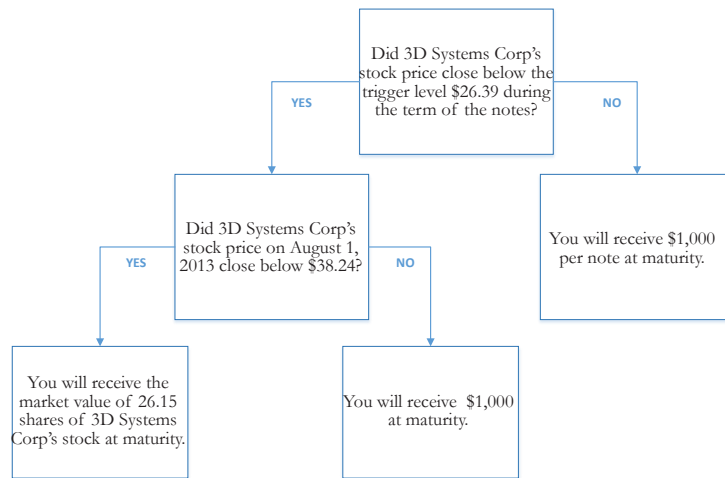 Did 3D Systems Corp's
stock price close below the
trigger level $26.39 during
the term of the notes?
YES
NO
Did 3D Systems Corp's
stock price on August 1,
2013 close below $38.24?
You will receive $1,000
per note at maturity.
YES
NO
You will receive the
market value of 26.15
shares of 3D Systems
Corp's stock at maturity.
You will receive $1,000
at maturity.